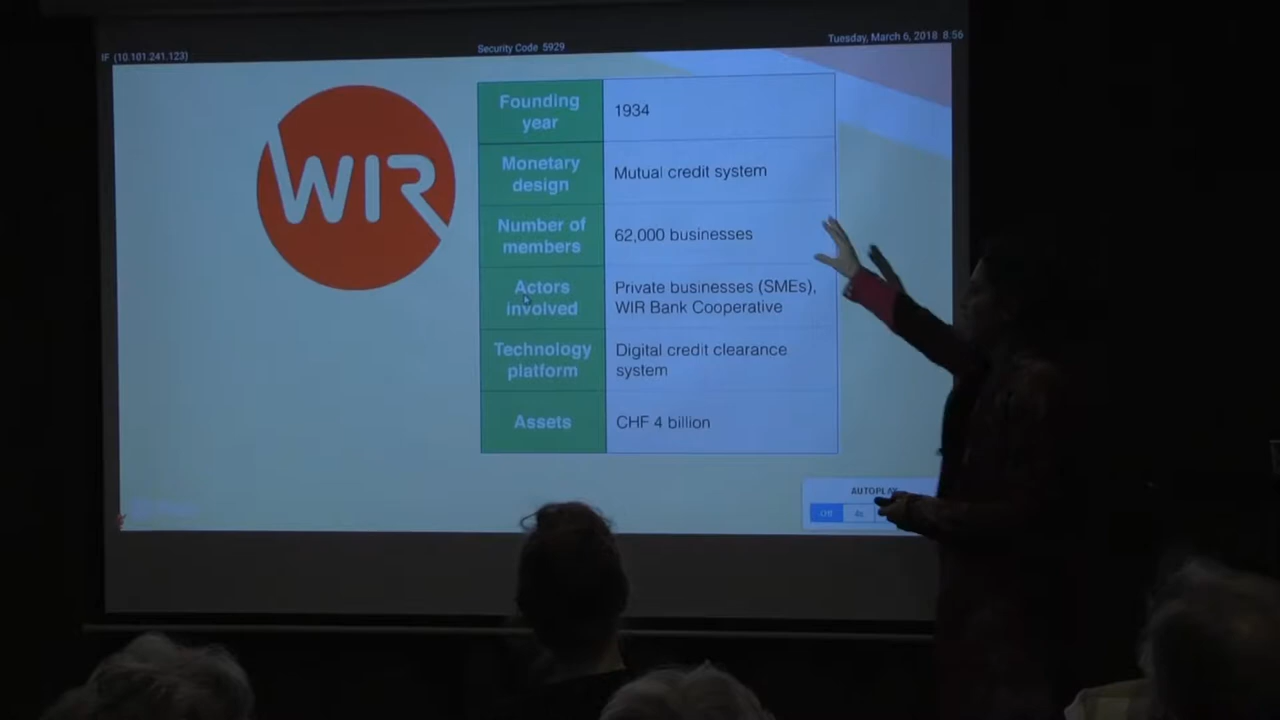 IF (10.101.241.123)
Security Code 5929
Tuesday, March 6, 2018 8:56
WIR
Founding
year
1934
Monetary
design
Mutual credit system
Number of
members
62,000 businesses
Actors
involved
Private businesses (SMEs),
WIR Bank Cooperative
Technology
platform
Digital credit clearance
system
Assets
CHF 4 billion
AUTOPLAY